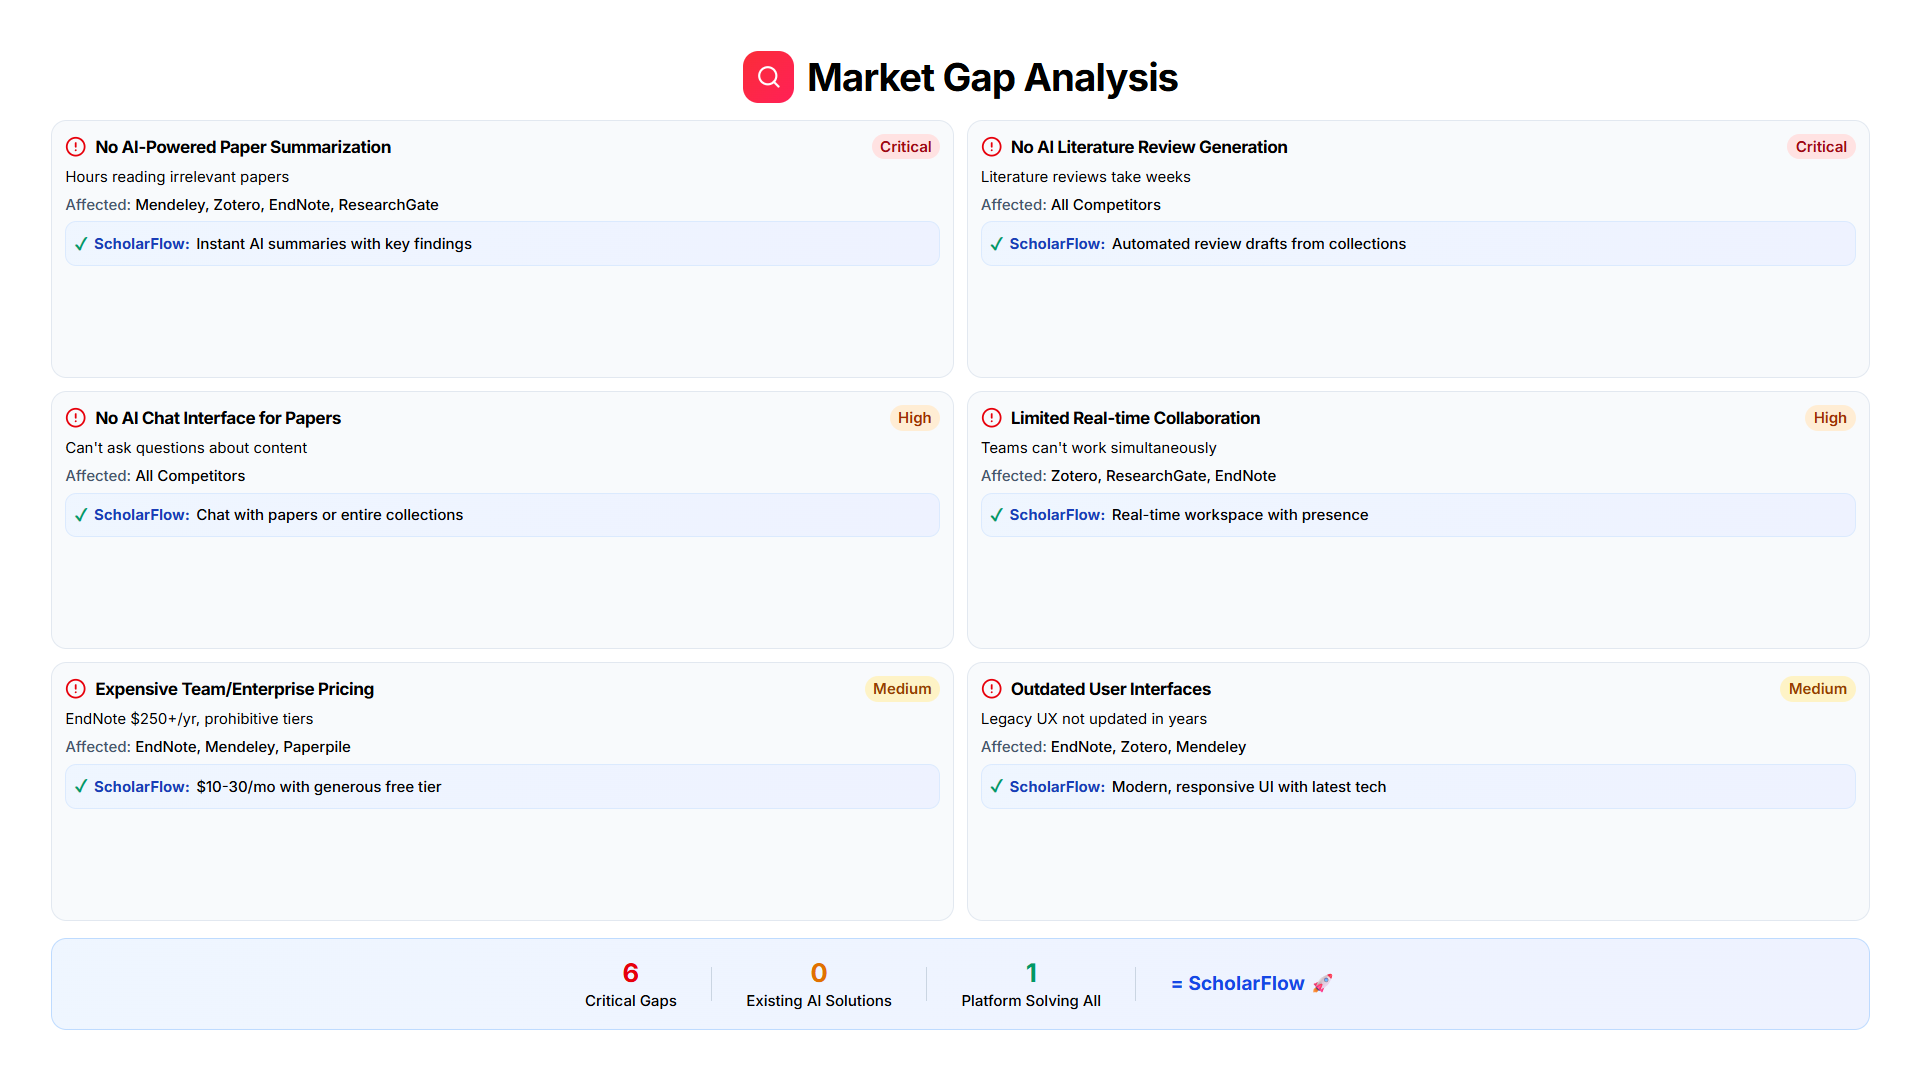 Market Gap Analysis
No AI-Powered Paper Summarization Critical
Hours reading irrelevant papers
Affected: Mendeley, Zotero, EndNote, ResearchGate
✓ ScholarFlow: Instant AI summaries with key findings
No AI Literature Review Generation Critical
Literature reviews take weeks
Affected: All Competitors
✓ ScholarFlow: Automated review drafts from collections
No AI Chat Interface for Papers High
Can't ask questions about content
Affected: All Competitors
✓ ScholarFlow: Chat with papers or entire collections
Limited Real-time Collaboration High
Teams can't work simultaneously
Affected: Zotero, ResearchGate, EndNote
✓ ScholarFlow: Real-time workspace with presence
Expensive Team/Enterprise Pricing Medium
EndNote $250+/yr, prohibitive tiers
Affected: EndNote, Mendeley, Paperpile
✓ ScholarFlow: $10-30/mo with generous free tier
Outdated User Interfaces Medium
Legacy UX not updated in years
Affected: EndNote, Zotero, Mendeley
✓ ScholarFlow: Modern, responsive UI with latest tech
6
Critical Gaps
0
Existing AI Solutions
1
Platform Solving All
= ScholarFlow 🚀